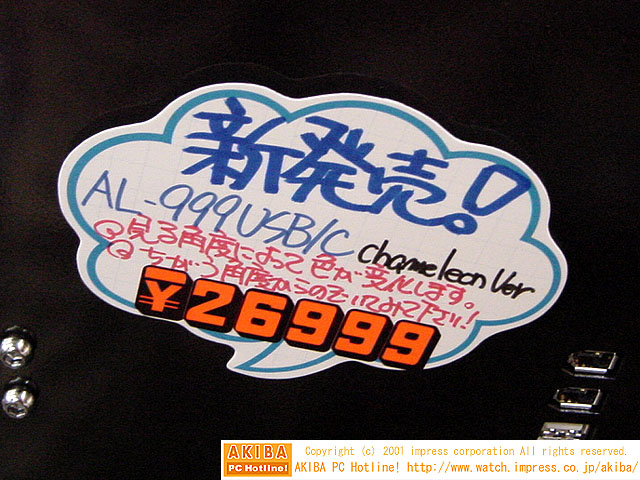 新発売!
AL-999USB/C chameleon Ver
@見る角度によって色が変化します。
@ちがう角度からのぞいてみて下さい!
¥26999
AKIBA PC Hotline!
Copyright (c) 2001 impress corporation All rights reserved.
AKIBA PC Hotline! http://www.watch.impress.co.jp/akiba/